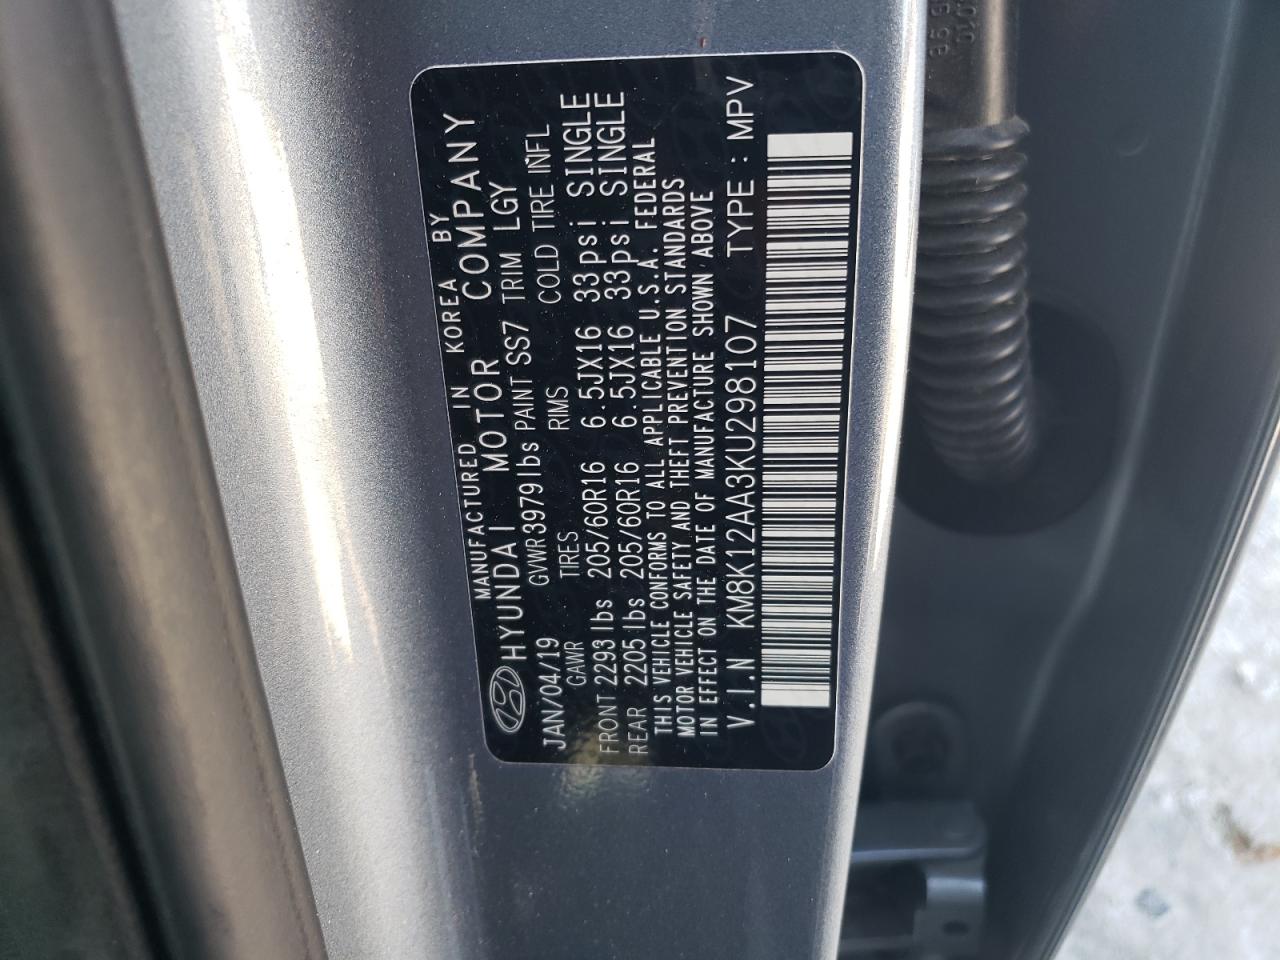 MANUFACTURED IN KOREA BY
HYUNDAI MOTOR COMPANY
JAN/04/19 GVWR 3979lbs PAINT SS7 TRIM LGY
GAWR TIRES RIMS COLD TIRE INFL
FRONT 2293 lbs 205/60R16 6.5JX16 33psi SINGLE
REAR 2205 lbs 205/60R16 6.5JX16 33psi SINGLE
THIS VEHICLE CONFORMS TO ALL APPLICABLE U.S.A. FEDERAL
MOTOR VEHICLE SAFETY AND THEFT PREVENTION STANDARDS
IN EFFECT ON THE DATE OF MANUFACTURE SHOWN ABOVE
V.I.N KM8K12AA3KU298107 TYPE : MPV